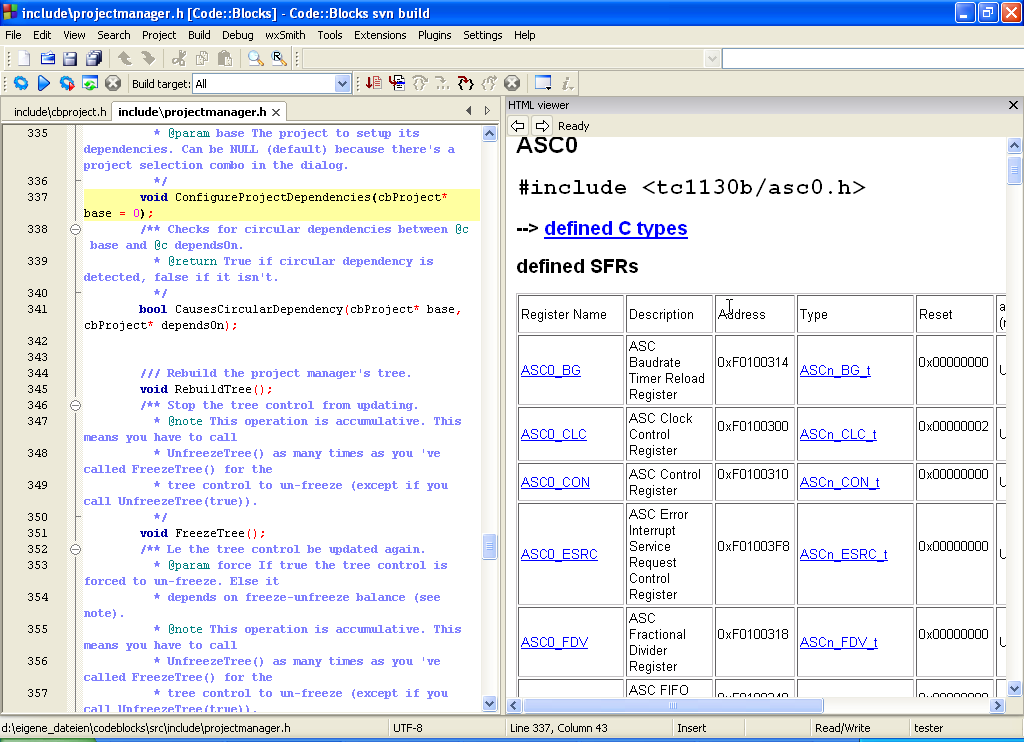 include\projectmanager.h [Code::Blocks] - Code::Blocks svn build
File Edit View Search Project Build Debug wxSmith Tools Extensions Plugins Settings Help
Build target: All
include\cbproject.h include\projectmanager.h
335 * @param base The project to setup its
dependencies. Can be NULL (default) because there's a
project selection combo in the dialog.
336 */
337 void ConfigureProjectDependencies(cbProject*
base = 0);
338 /** Checks for circular dependencies between @c
base and @c dependsOn.
339 * @return True if circular dependency is
detected, false if it isn't.
340 */
341 bool CausesCircularDependency(cbProject* base,
cbProject* dependsOn);
342
343
344 /// Rebuild the project manager's tree.
345 void RebuildTree();
346 /** Stop the tree control from updating.
347 * @note This operation is accumulative. This
means you have to call
348 * UnfreezeTree() as many times as you 've
called FreezeTree() for the
349 * tree control to un-freeze (except if you
call UnfreezeTree(true)).
350 */
351 void FreezeTree();
352 /** Le the tree control be updated again.
353 * @param force If true the tree control is
forced to un-freeze. Else it
354 * depends on freeze-unfreeze balance (see
note).
355 * @note This operation is accumulative. This
means you have to call
356 * UnfreezeTree() as many times as you 've
called FreezeTree() for the
357 * tree control to un-freeze (except if you
call UnfreezeTree(true)).
HTML viewer
Ready
ASC0
#include <tc1130b/asc0.h>
--> defined C types
defined SFRs
Register Name Description Address Type Reset
ASC0_BG ASC Baudrate Timer Reload Register 0xF0100314 ASCn_BG_t 0x00000000
ASC0_CLC ASC Clock Control Register 0xF0100300 ASCn_CLC_t 0x00000002
ASC0_CON ASC Control Register 0xF0100310 ASCn_CON_t 0x00000000
ASC0_ESRC ASC Error Interrupt Service Request Control Register 0xF01003F8 ASCn_ESRC_t 0x00000000
ASC0_FDV ASC Fractional Divider Register 0xF0100318 ASCn_FDV_t 0x00000000
ASC FIFO
d:\eigene_dateien\codeblocks\src\include\projectmanager.h UTF-8 Line 337, Column 43 Insert Read/Write tester